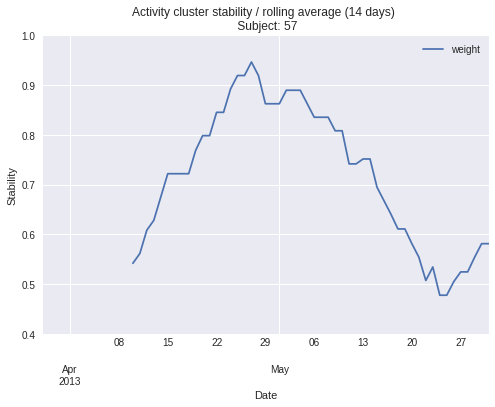 Activity cluster stability / rolling average (14 days)
Subject: 57
weight
1.0
0.9
0.8
0.7
0.6
0.5
0.4
Stability
08 15 22 29 06 13 20 27
Apr May
2013
Date